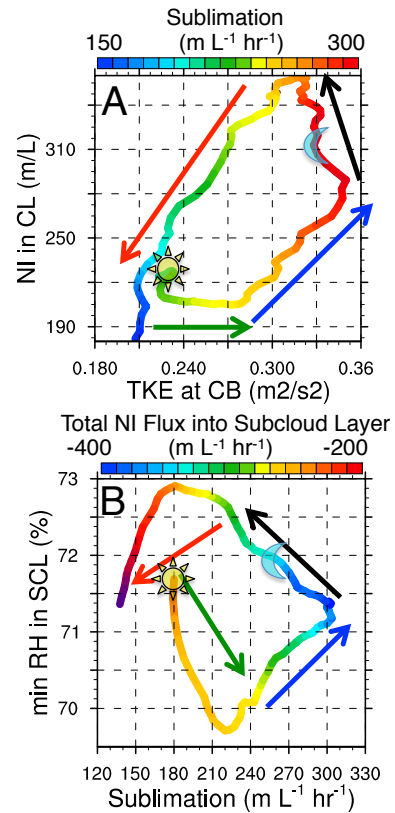 Sublimation
150 (m L-1 hr-1) 300
A
310
250
190
NI in CL (m/L)
0.180 0.240 0.300 0.36
TKE at CB (m2/s2)
Total NI Flux into Subcloud Layer
-400 (m L-1 hr-1) -200
B
73
72
71
70
min RH in SCL (%)
120 150 180 210 240 270 300 330
Sublimation (m L-1 hr-1)